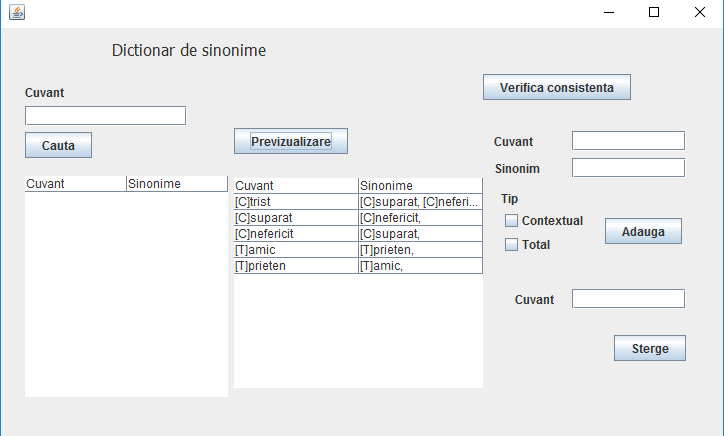 Dictionar de sinonime
Verifica consistenta
Cuvant
Cauta
Previzualizare
Cuvant Sinonime
Cuvant Sinonime
[C]trist [C]suparat, [C]neferi...
[C]suparat [C]nefericit,
[C]nefericit [C]suparat,
[T]amic [T]prieten,
[T]prieten [T]amic,
Cuvant
Sinonim
Tip
Contextual
Total
Adauga
Cuvant
Sterge